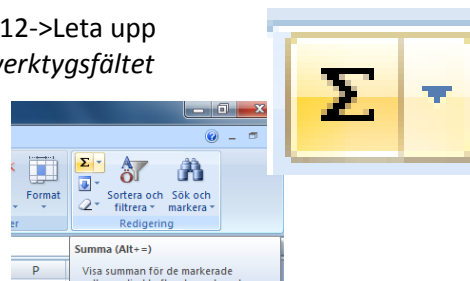 12->Leta upp
verktygsfältet
Σ
Σ
Format
Sortera och
filtrera
Sök och
markera
Redigering
Summa (Alt+=)
P
Visa summan för de markerade